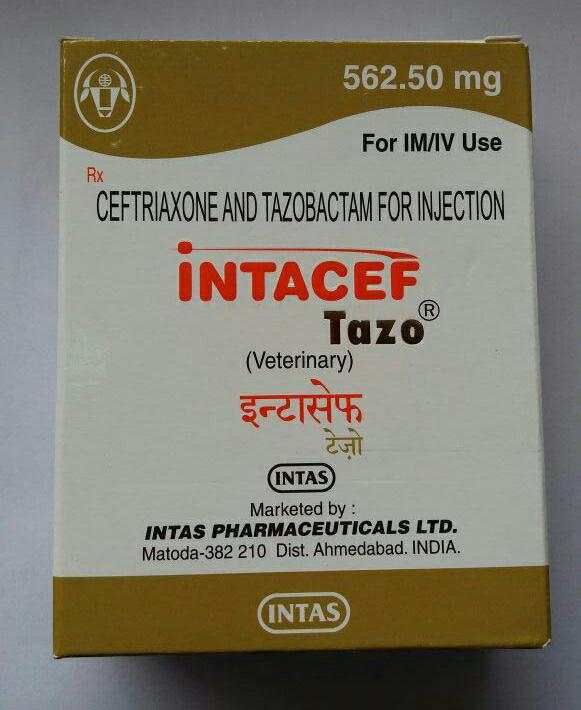 562.50 mg
For IM/IV Use
Rx
CEFTRIAXONE AND TAZOBACTAM FOR INJECTION
INTACEF
Tazo®
(Veterinary)
इन्टासेफ
टेज़ो
INTAS
Marketed by :
INTAS PHARMACEUTICALS LTD.
Matoda-382 210 Dist. Ahmedabad. INDIA.
INTAS